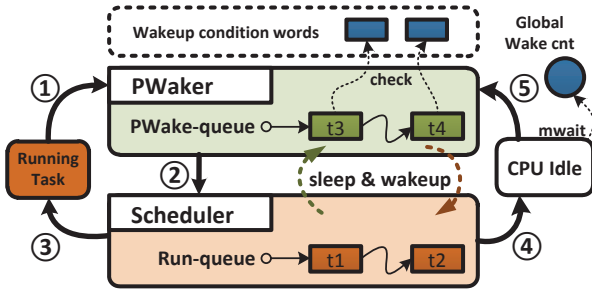 Wakeup condition words
Global
Wake cnt
①
PWaker
check
⑤
PWake-queue
t3
t4
mwait
Running
Task
②
sleep & wakeup
CPU Idle
Scheduler
③
④
Run-queue
t1
t2